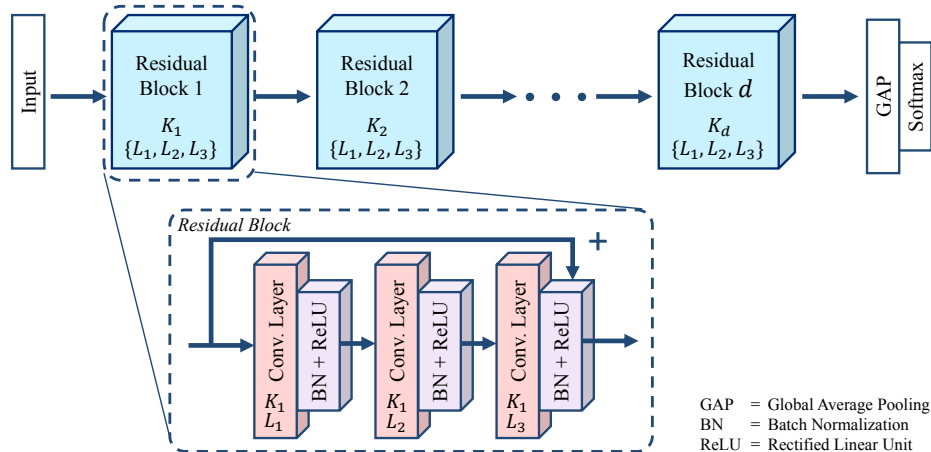 Input
Residual
Block 1
K₁
{L₁, L₂, L₃}
Residual
Block 2
K₂
{L₁, L₂, L₃}
Residual
Block d
K_d
{L₁, L₂, L₃}
GAP
Softmax
Residual Block
+
Conv. Layer
K₁
L₁
BN + ReLU
Conv. Layer
K₁
L₂
BN + ReLU
Conv. Layer
K₁
L₃
BN + ReLU
GAP = Global Average Pooling
BN = Batch Normalization
ReLU = Rectified Linear Unit